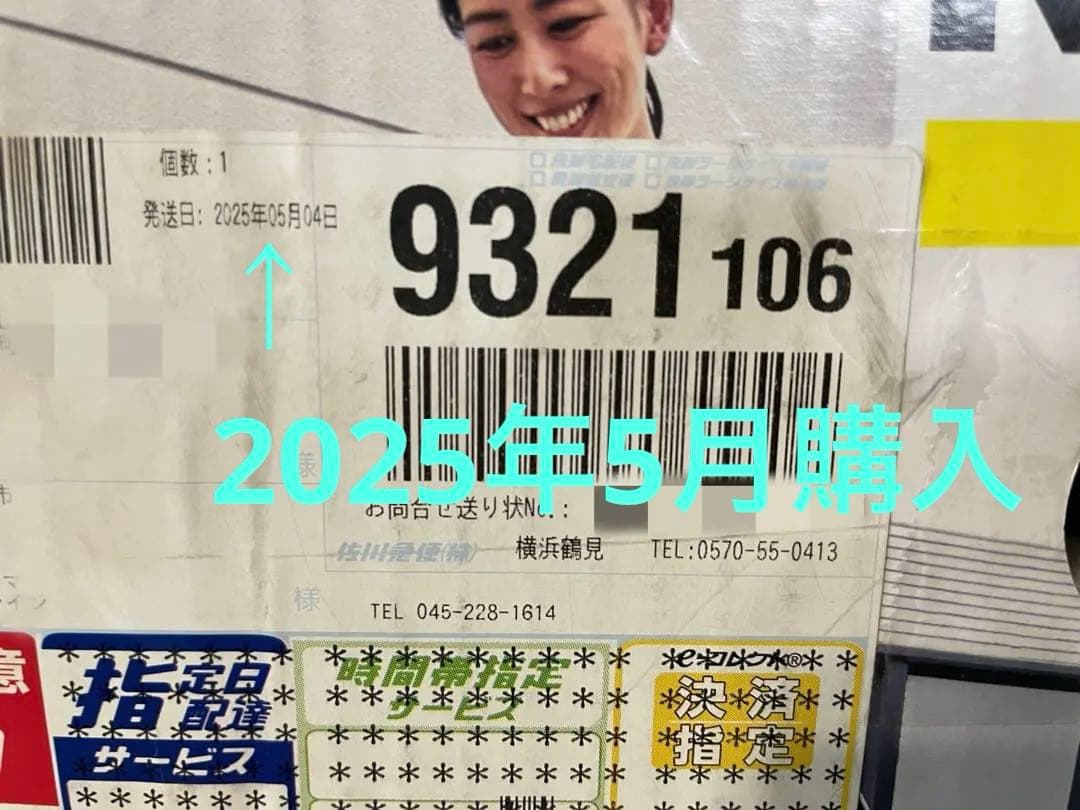 個数：1
発送日：2025年05月04日
9321 106
2025年5月購入
様
市
お問合せ送り状No.：
佐川急便(株) 横浜鶴見 TEL:0570-55-0413
様
TEL 045-228-1614
意
指定日配達
サービス
時間帯指定
サービス
eコレクト®
決済
指定